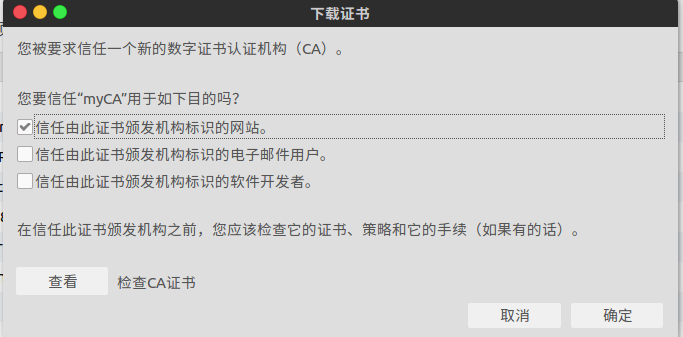 下载证书
您被要求信任一个新的数字证书认证机构（CA）。
您要信任“myCA”用于如下目的吗？
信任由此证书颁发机构标识的网站。
信任由此证书颁发机构标识的电子邮件用户。
信任由此证书颁发机构标识的软件开发者。
在信任此证书颁发机构之前，您应该检查它的证书、策略和它的手续（如果有的话）。
查看 检查CA证书
取消 确定